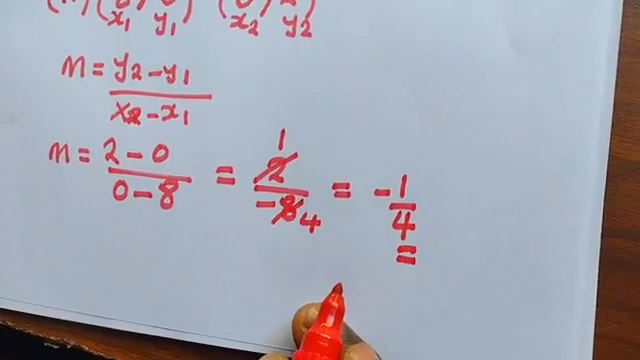 x₁ y₁ x₂ y₂
m = y₂ - y₁
x₂ - x₁
m = 2 - 0 = 2 1 = - 1
0 - 8 - 8 4 4
=